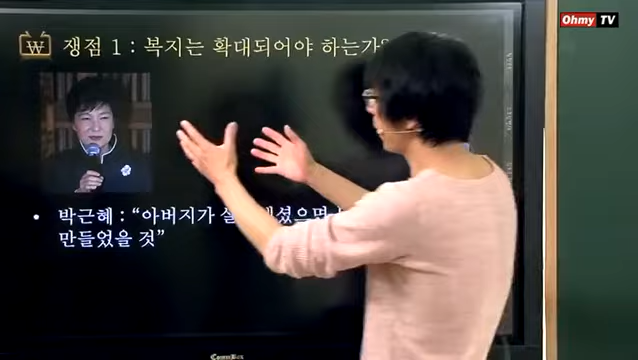 Ohmy TV
쟁점 1 : 복지는 확대되어야 하는가?
• 박근혜 : “아버지가
만들었을 것”
ComonBox